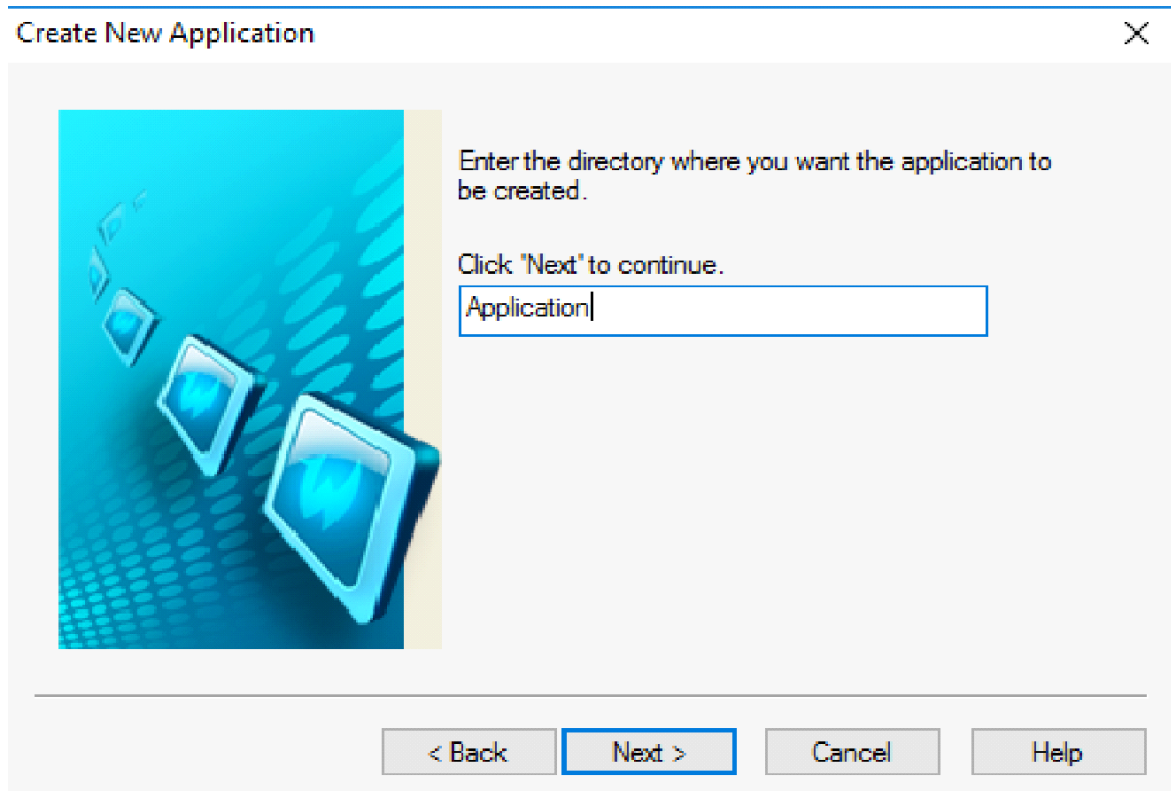 Create New Application
Enter the directory where you want the application to
be created.
Click "Next" to continue.
Application
< Back
Next >
Cancel
Help